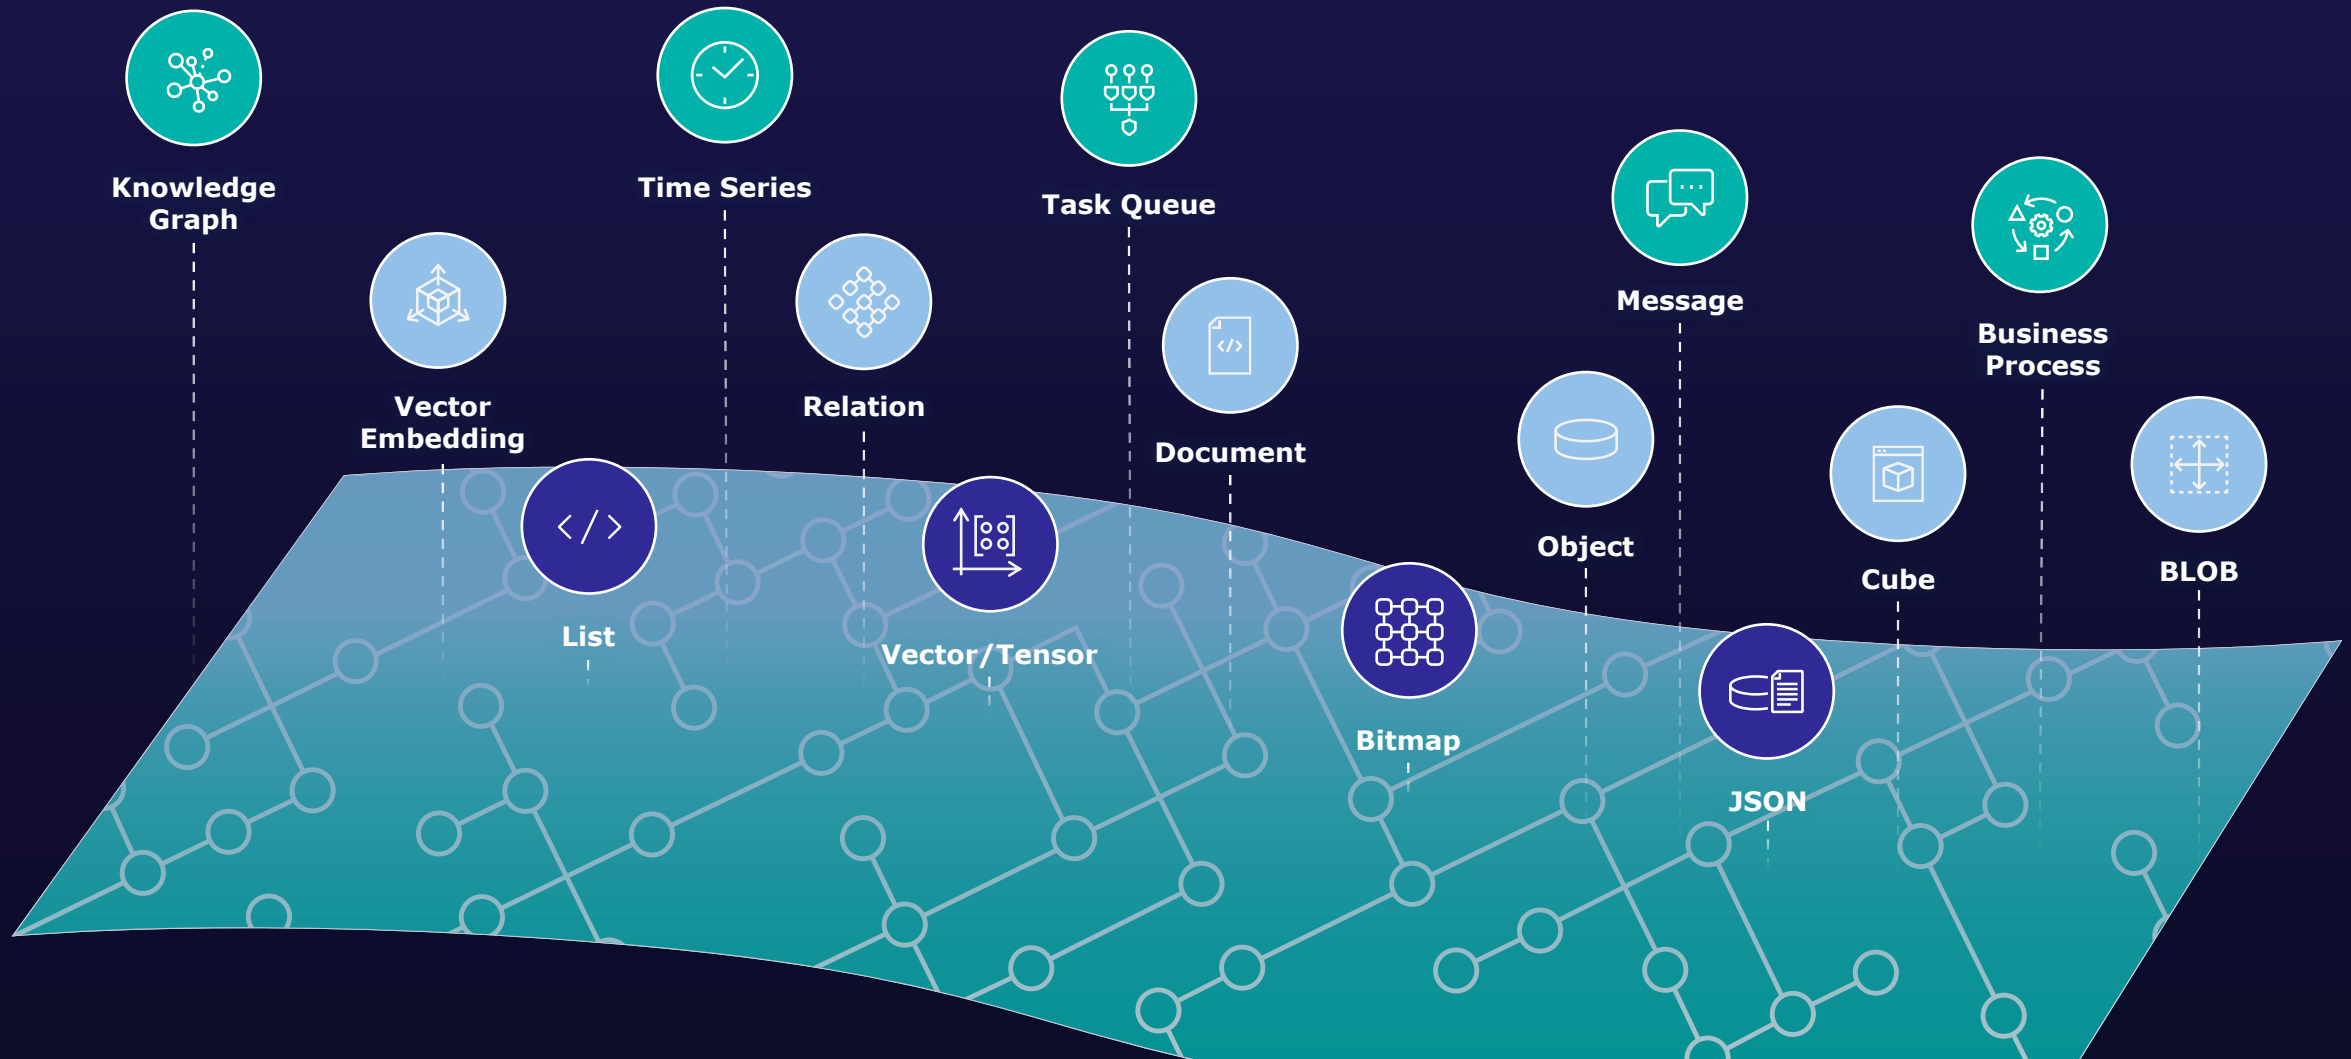 Knowledge
Graph
Time Series
Task Queue
Message
Business
Process
Vector
Embedding
Relation
Document
Object
Cube
BLOB
List
Vector/Tensor
Bitmap
JSON